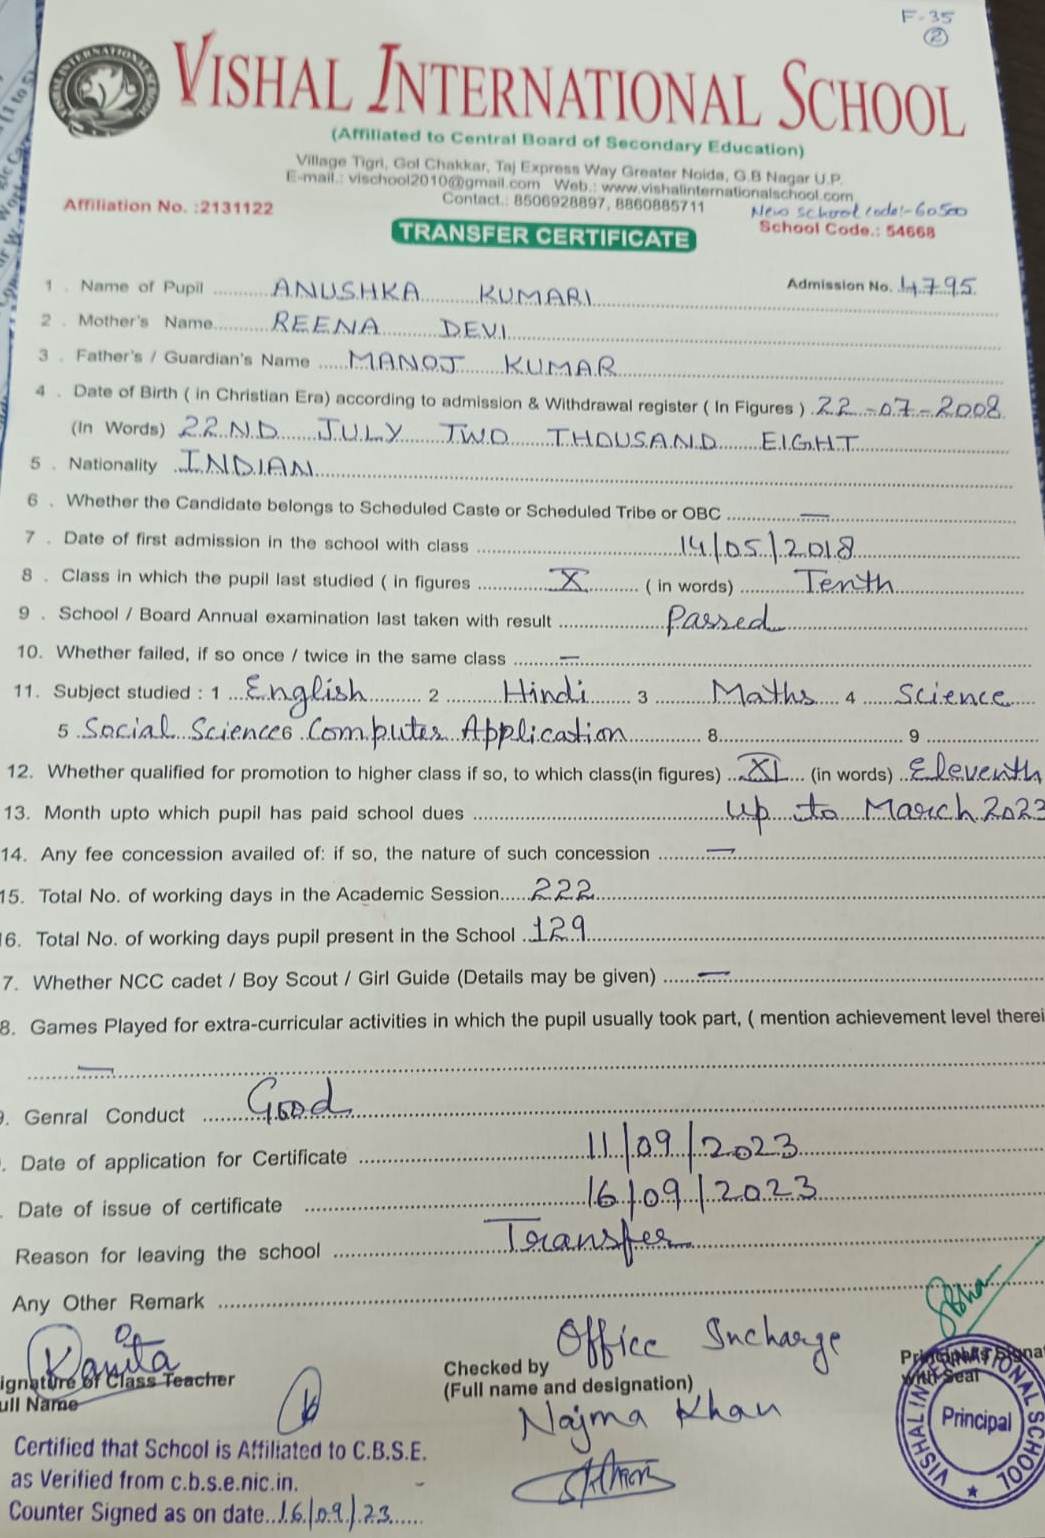 F-35
2
VISHAL INTERNATIONAL SCHOOL
(Affiliated to Central Board of Secondary Education)
Village Tigri, Gol Chakkar, Taj Express Way Greater Noida, G.B Nagar U.P.
E-mail.: vischool2010@gmail.com Web.: www.vishalinternationalschool.com
Contact.: 8506928897, 8860885711
New school code:- 60500
Affiliation No. :2131122 School Code.: 54668
TRANSFER CERTIFICATE
Admission No. 4795
1 . Name of Pupil ANUSHKA KUMARI
2 . Mother's Name REENA DEVI
3 . Father's / Guardian's Name MANOJ KUMAR
4 . Date of Birth ( in Christian Era) according to admission & Withdrawal register ( In Figures ) 22-07-2008
(In Words) 22ND JULY TWO THOUSAND EIGHT
5 . Nationality INDIAN
6 . Whether the Candidate belongs to Scheduled Caste or Scheduled Tribe or OBC —
7 . Date of first admission in the school with class 14/05/2018
8 . Class in which the pupil last studied ( in figures X ( in words) Tenth
9 . School / Board Annual examination last taken with result Passed
10. Whether failed, if so once / twice in the same class —
11. Subject studied : 1 English 2 Hindi 3 Maths 4 Science
5 Social Sciences 6 Computer Application 8 9
12. Whether qualified for promotion to higher class if so, to which class(in figures) XI (in words) Eleventh
13. Month upto which pupil has paid school dues up to March 2023
14. Any fee concession availed of: if so, the nature of such concession —
15. Total No. of working days in the Academic Session 222
16. Total No. of working days pupil present in the School 129
7. Whether NCC cadet / Boy Scout / Girl Guide (Details may be given) —
8. Games Played for extra-curricular activities in which the pupil usually took part, ( mention achievement level therei
—
9. Genral Conduct Good
. Date of application for Certificate 11/09/2023
. Date of issue of certificate 16/09/2023
Reason for leaving the school Transfer
Any Other Remark
Kavita
ignature of Class Teacher
ull Name
Office Incharge
Checked by
(Full name and designation)
Najma Khan
with Seal
VISHAL INTERNATIONAL SCHOOL
Principal
Certified that School is Affiliated to C.B.S.E.
as Verified from c.b.s.e.nic.in.
Counter Signed as on date..16/09/23